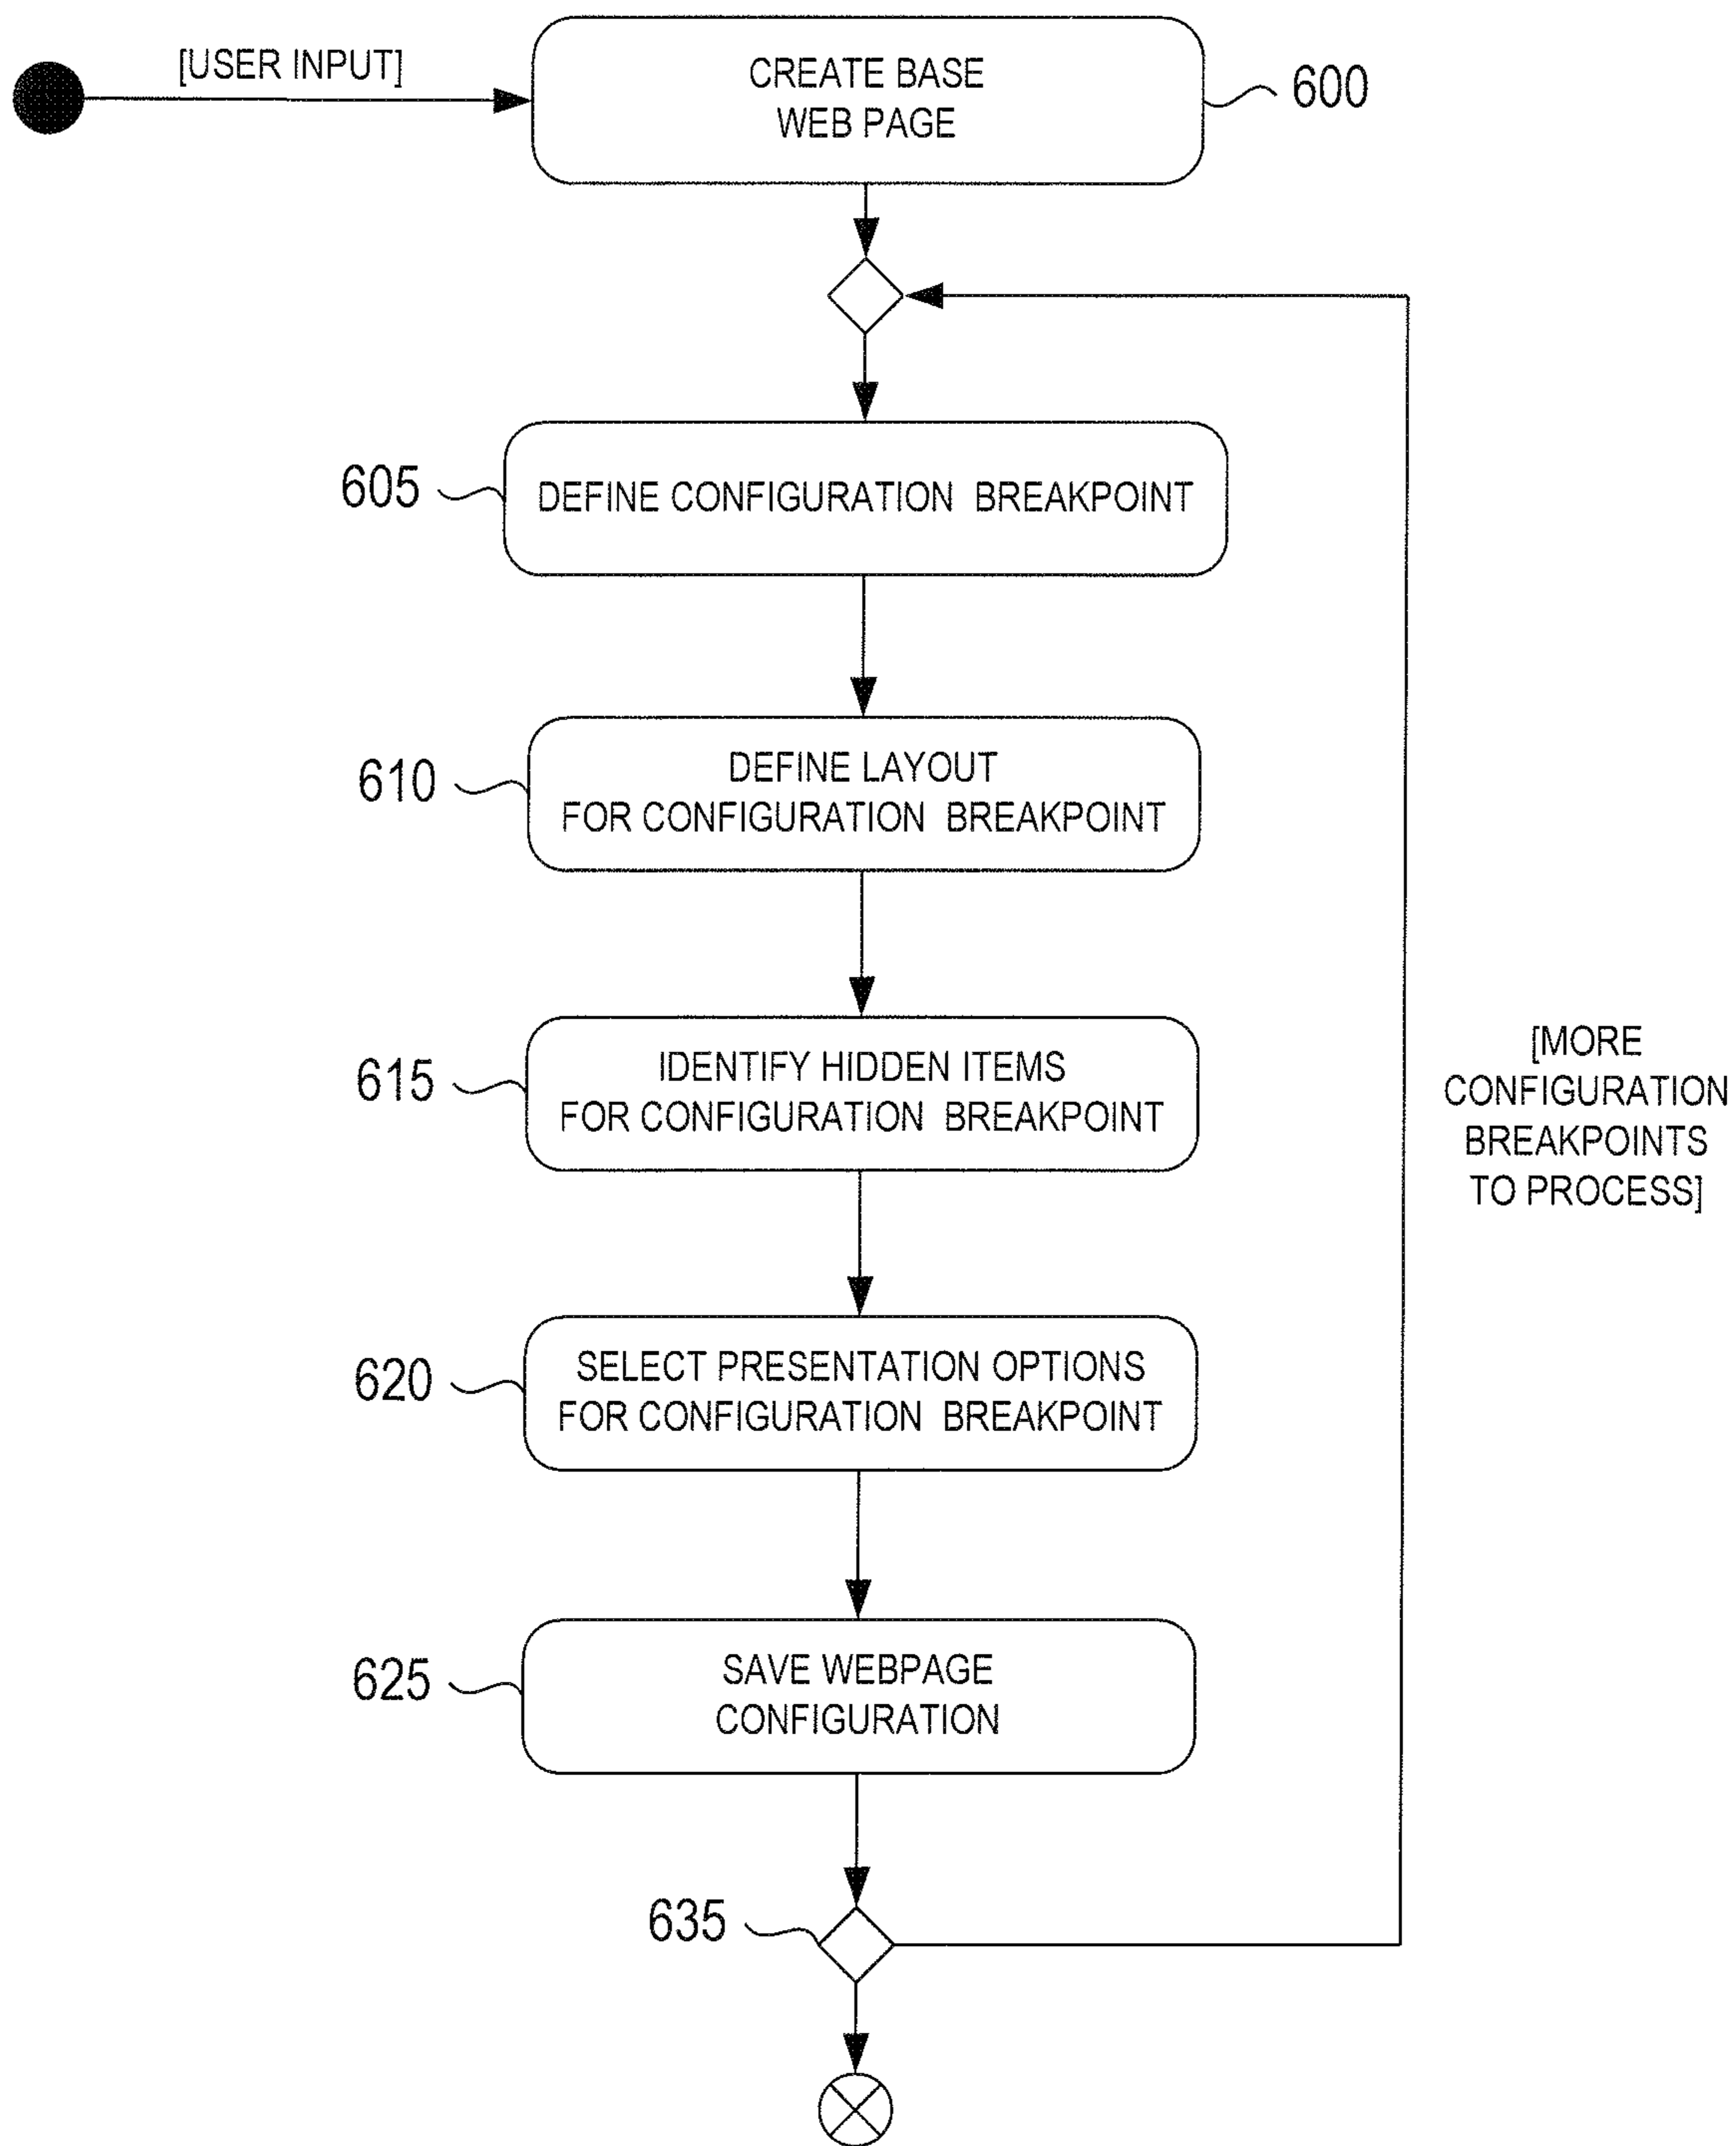 [USER INPUT]
CREATE BASE
WEB PAGE
600
605
DEFINE CONFIGURATION BREAKPOINT
610
DEFINE LAYOUT
FOR CONFIGURATION BREAKPOINT
615
IDENTIFY HIDDEN ITEMS
FOR CONFIGURATION BREAKPOINT
[MORE
CONFIGURATION
BREAKPOINTS
TO PROCESS]
620
SELECT PRESENTATION OPTIONS
FOR CONFIGURATION BREAKPOINT
625
SAVE WEBPAGE
CONFIGURATION
635